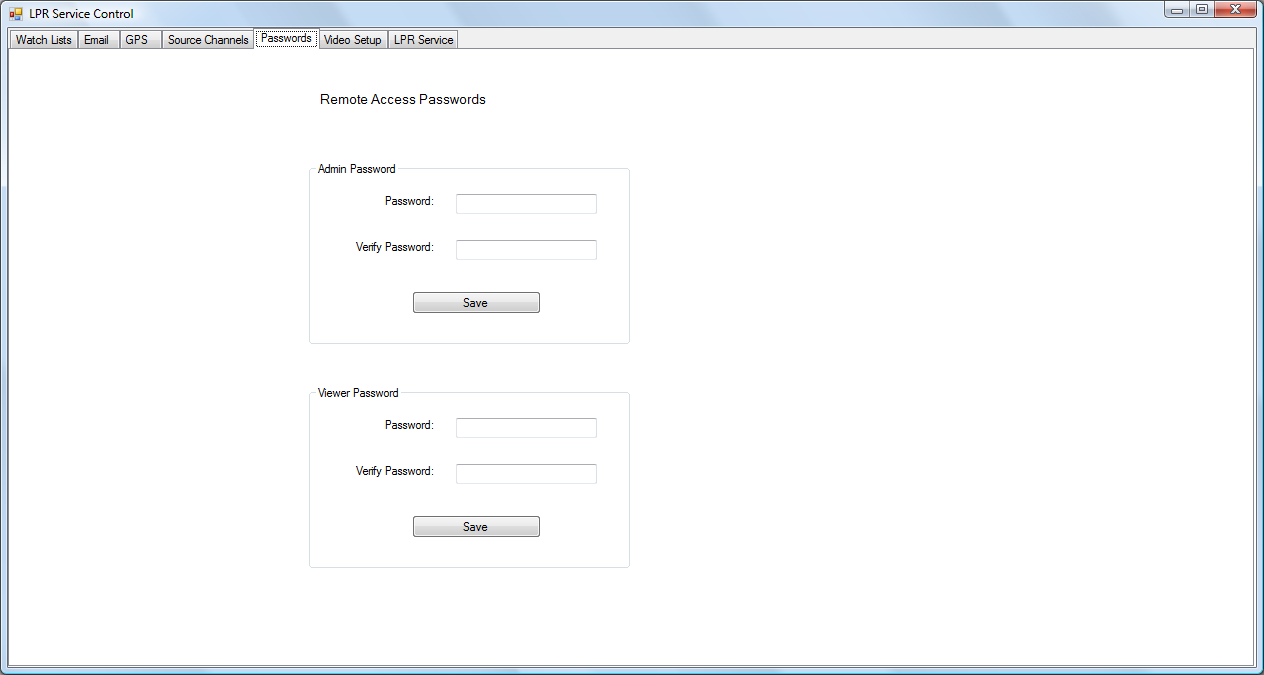 LPR Service Control
Watch Lists Email GPS Source Channels Passwords Video Setup LPR Service
Remote Access Passwords
Admin Password
Password:
Verify Password:
Save
Viewer Password
Password:
Verify Password:
Save